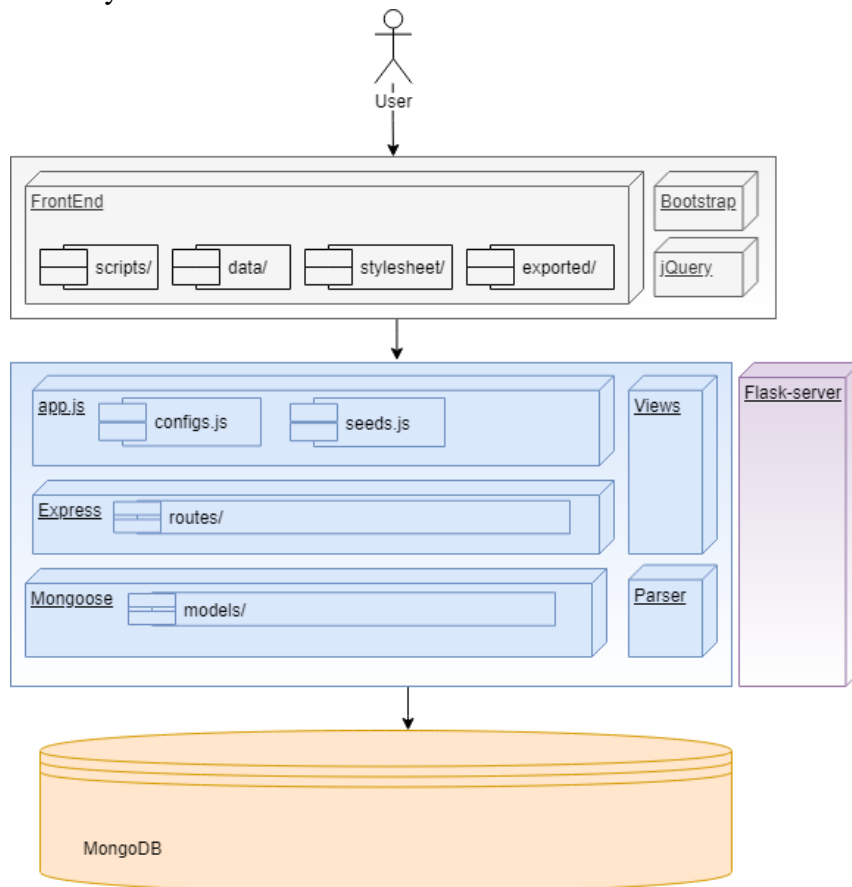 User
FrontEnd
Bootstrap
scripts/
data/
stylesheet/
exported/
jQuery
app.js
configs.js
seeds.js
Views
Flask-server
Express
routes/
Mongoose
models/
Parser
MongoDB